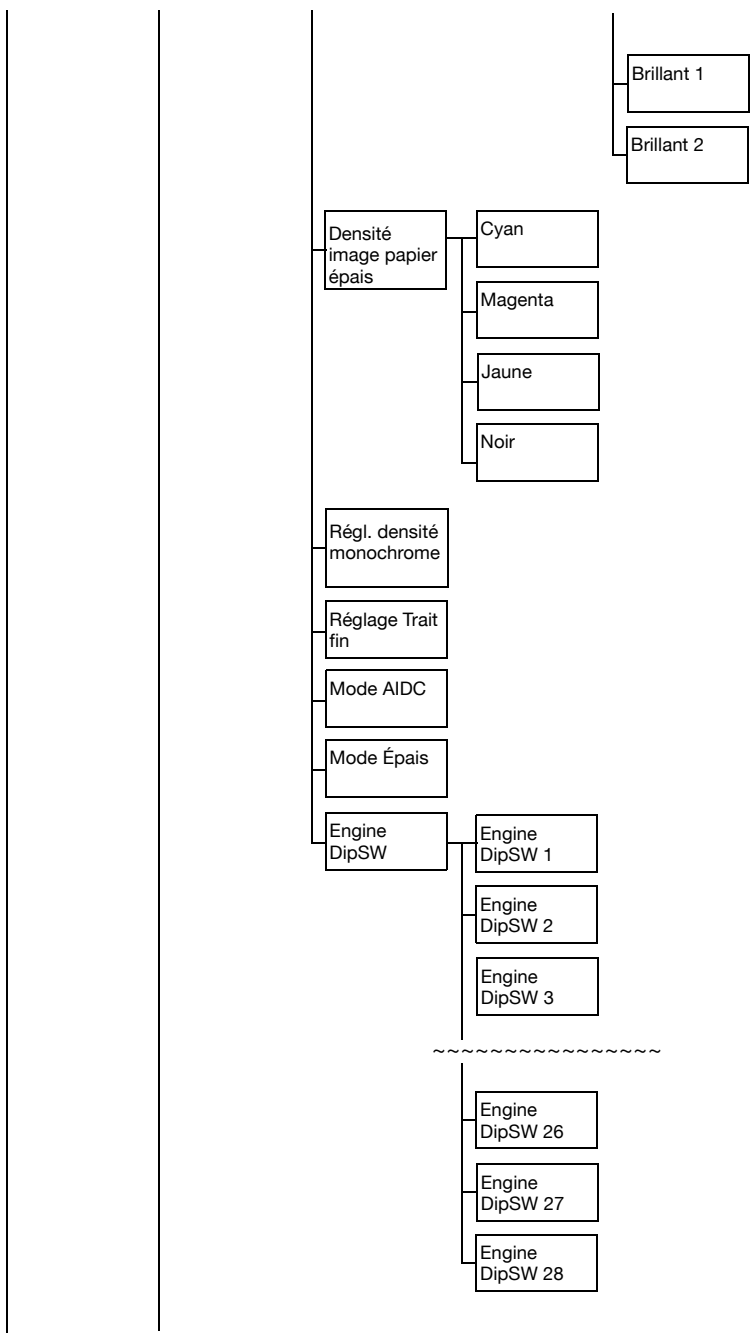 Brillant 1
Brillant 2
Densité
image papier
épais
Cyan
Magenta
Jaune
Noir
Régl. densité
monochrome
Réglage Trait
fin
Mode AIDC
Mode Épais
Engine
DipSW
Engine
DipSW 1
Engine
DipSW 2
Engine
DipSW 3
~~~~~~~~~~~~~~~~
Engine
DipSW 26
Engine
DipSW 27
Engine
DipSW 28